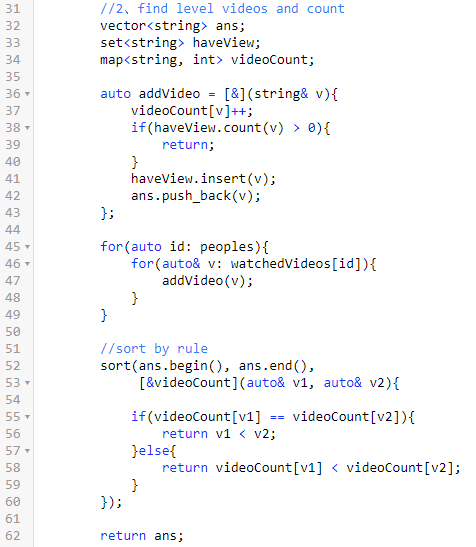 31 //2、find level videos and count
32 vector<string> ans;
33 set<string> haveView;
34 map<string, int> videoCount;
35
36 auto addVideo = [&](string& v){
37 videoCount[v]++;
38 if(haveView.count(v) > 0){
39 return;
40 }
41 haveView.insert(v);
42 ans.push_back(v);
43 };
44
45 for(auto id: peoples){
46 for(auto& v: watchedVideos[id]){
47 addVideo(v);
48 }
49 }
50
51 //sort by rule
52 sort(ans.begin(), ans.end(),
53 [&videoCount](auto& v1, auto& v2){
54
55 if(videoCount[v1] == videoCount[v2]){
56 return v1 < v2;
57 }else{
58 return videoCount[v1] < videoCount[v2];
59 }
60 });
61
62 return ans;